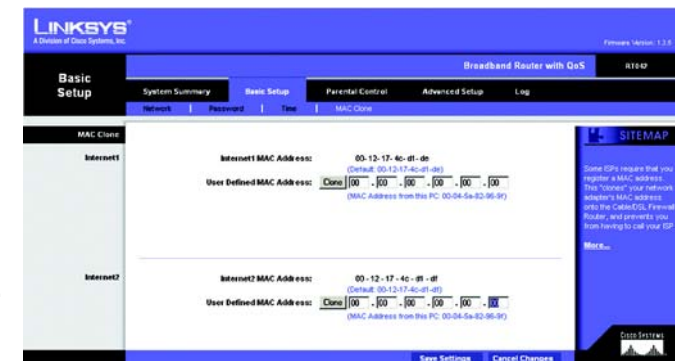 LINKSYS®
A Division of Cisco Systems, Inc.
Firmware Version: 1.3.5
Broadband Router with QoS
RT042
Basic Setup
System Summary
Basic Setup
Parental Control
Advanced Setup
Log
Network | Password | Time | MAC Clone
MAC Clone
SITEMAP
Internet1
Internet1 MAC Address: 00- 12- 17- 4c- d1- de
(Default: 00-12-17-4c-d1-de)
User Defined MAC Address: Clone 00 . 00 . 00 . 00 . 00 . 00
(MAC Address from this PC: 00-04-5a-82-96-9f)
Some ISPs require that you
register a MAC address.
This "clones" your network
adapter's MAC address
onto the Cable/DSL Firewall
Router, and prevents you
from having to call your ISP
More...
Internet2
Internet2 MAC Address: 00 - 12 - 17 - 4c - d1 - df
(Default: 00-12-17-4c-d1-df)
User Defined MAC Address: Clone 00 . 00 . 00 . 00 . 00 . 00
(MAC Address from this PC: 00-04-5a-82-96-9f)
Save Settings
Cancel Changes
CISCO SYSTEMS